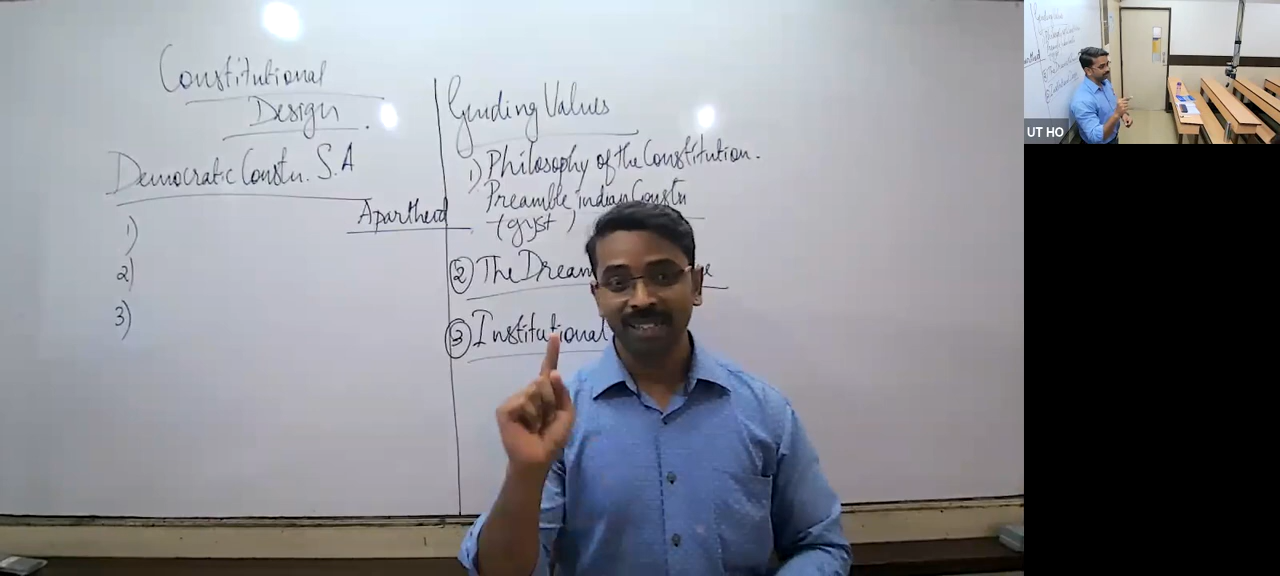 Constitutional
Design.
Democratic Constn. S.A
Apartheid
1)
2)
3)
Guiding Values
1) Philosophy of the Constitution.
Preamble indian Constn
(gyst)
② The Dream
③ Institutional
UT HO